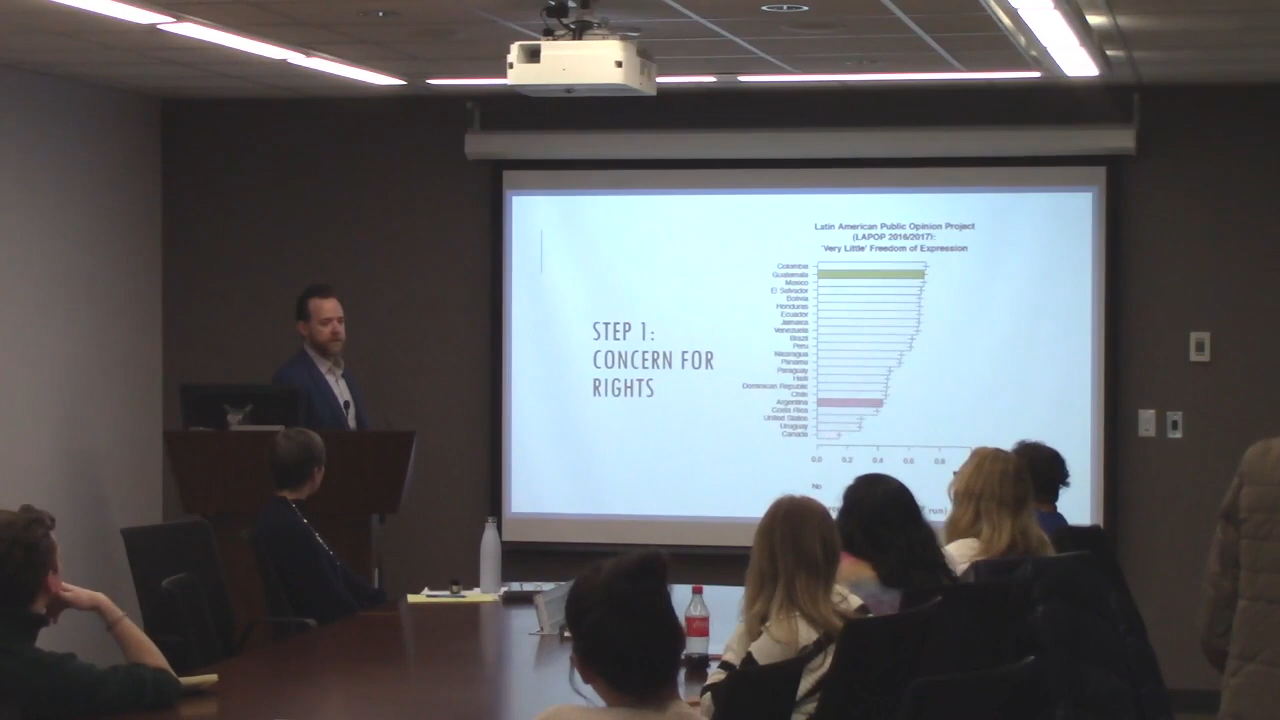 STEP 1:
CONCERN FOR
RIGHTS
Latin American Public Opinion Project
(LAPOP 2016/2017):
'Very Little' Freedom of Expression
Colombia
Guatemala
Mexico
El Salvador
Bolivia
Honduras
Ecuador
Jamaica
Venezuela
Brazil
Peru
Nicaragua
Panama
Paraguay
Haiti
Dominican Republic
Chile
Argentina
Costa Rica
United States
Uruguay
Canada
0.0 0.2 0.4 0.6 0.8
No
run)